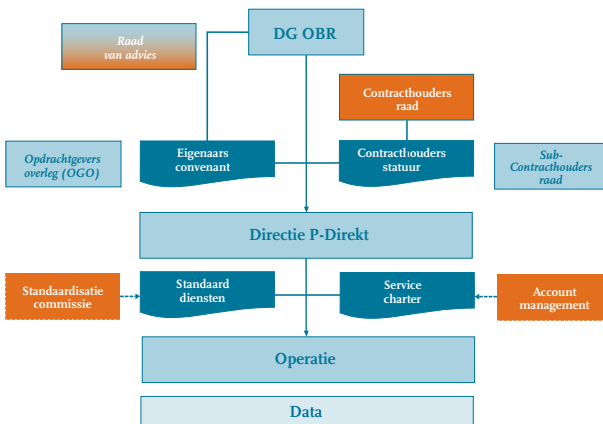 DG OBR
Raad
van advies
Contracthouders
raad
Opdrachtgevers
overleg (OGO)
Eigenaars
convenant
Contracthouders
statuur
Sub-
Contracthouders
raad
Directie P-Direkt
Standaardisatie
commissie
Standaard
diensten
Service
charter
Account
management
Operatie
Data